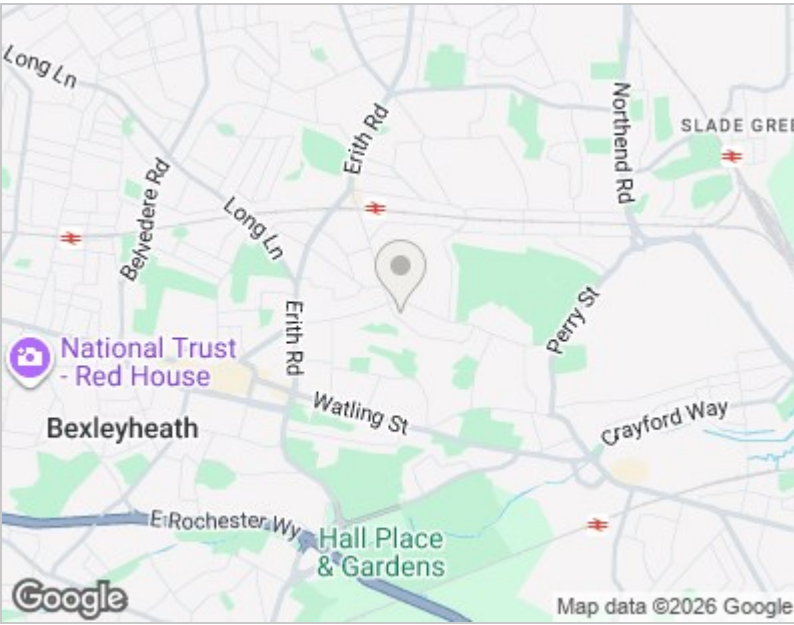 Long Ln
Erith Rd
Northend Rd
SLADE GREE
Belvedere Rd
Long Ln
Erith Rd
Perry St
National Trust
- Red House
Watling St
Bexleyheath
Crayford Way
E Rochester Wy
Hall Place
& Gardens
Google
Map data ©2026 Google